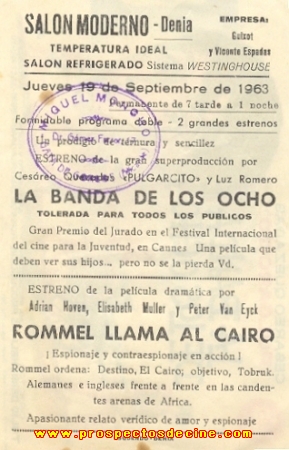 SALON MODERNO - Denia
EMPRESA:
Guisot
y Vicente Espuden
TEMPERATURA IDEAL
SALON REFRIGERADO Sistema WESTINGHOUSE
Jueves 19 de Septiembre de 1963
Permanente de 7 tarde a 1 noche
Formidable programa doble - 2 grandes estrenos
Un prodigio de ternura y sencillez
ESTRENO de la gran superproducción por
Cesáreo Quezadas «PULGARCITO» y Luz Romero
LA BANDA DE LOS OCHO
TOLERADA PARA TODOS LOS PUBLICOS
Gran Premio del Jurado en el Festival Internacional
del cine para la Juventud, en Cannes Una película que
deben ver sus hijos... pero no se la pierda Vd.
ESTRENO de la película dramática por
Adrian Hoven, Elisabeth Muller y Peter Van Eyck
ROMMEL LLAMA AL CAIRO
¡ Espionaje y contraespionaje en acción !
Rommel ordena: Destino, El Cairo; objetivo, Tobruk.
Alemanes e ingleses frente a frente en las canden-
tes arenas de Africa.
Apasionante relato verídico de amor y espionaje
www.prospectosdecine.com